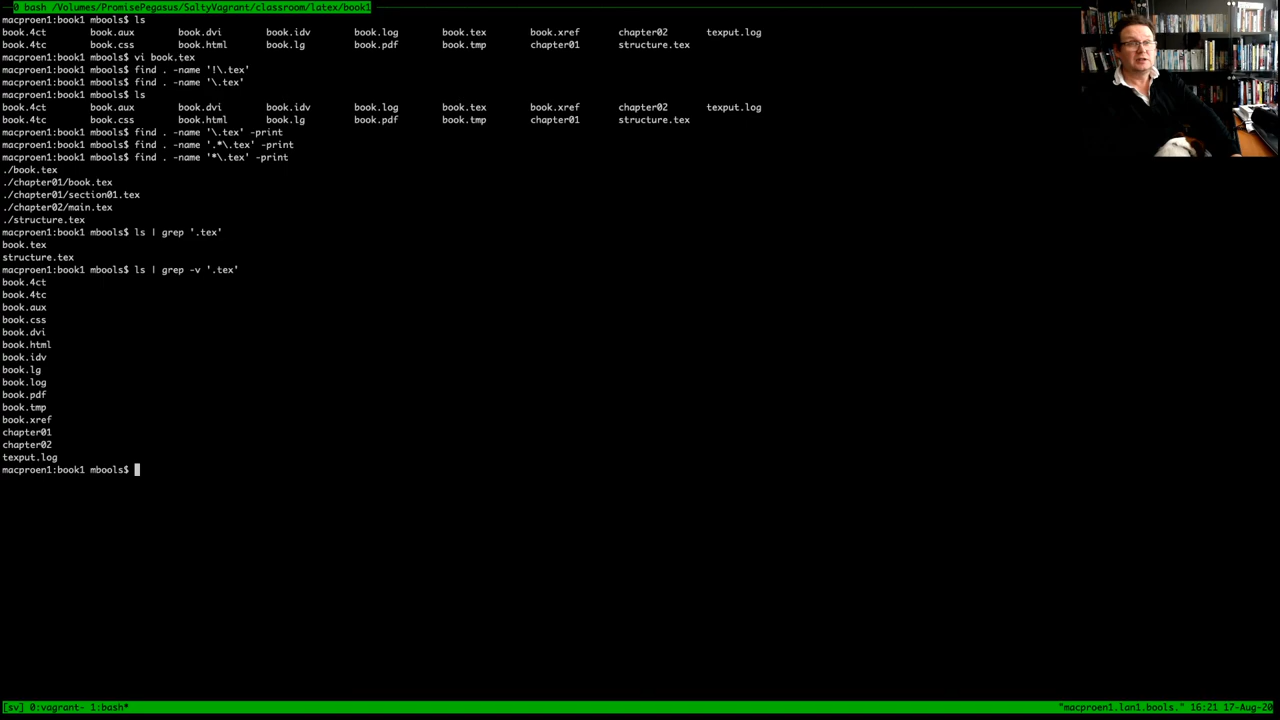 0 bash /Volumes/PromisePegasus/SaltyVagrant/classroom/latex/book1
macproen1:book1 mbools$ ls
book.4ct book.aux book.dvi book.idv book.log book.tex book.xref chapter02 texput.log
book.4tc book.css book.html book.lg book.pdf book.tmp chapter01 structure.tex
macproen1:book1 mbools$ vi book.tex
macproen1:book1 mbools$ find . -name '!\.tex'
macproen1:book1 mbools$ find . -name '\.tex'
macproen1:book1 mbools$ ls
book.4ct book.aux book.dvi book.idv book.log book.tex book.xref chapter02 texput.log
book.4tc book.css book.html book.lg book.pdf book.tmp chapter01 structure.tex
macproen1:book1 mbools$ find . -name '\.tex' -print
macproen1:book1 mbools$ find . -name '.*\.tex' -print
macproen1:book1 mbools$ find . -name '*\.tex' -print
./book.tex
./chapter01/book.tex
./chapter01/section01.tex
./chapter02/main.tex
./structure.tex
macproen1:book1 mbools$ ls | grep '.tex'
book.tex
structure.tex
macproen1:book1 mbools$ ls | grep -v '.tex'
book.4ct
book.4tc
book.aux
book.css
book.dvi
book.html
book.idv
book.lg
book.log
book.pdf
book.tmp
book.xref
chapter01
chapter02
texput.log
macproen1:book1 mbools$
[sv] 0:vagrant- 1:bash* "macproen1.lan1.bools." 16:21 17-Aug-20